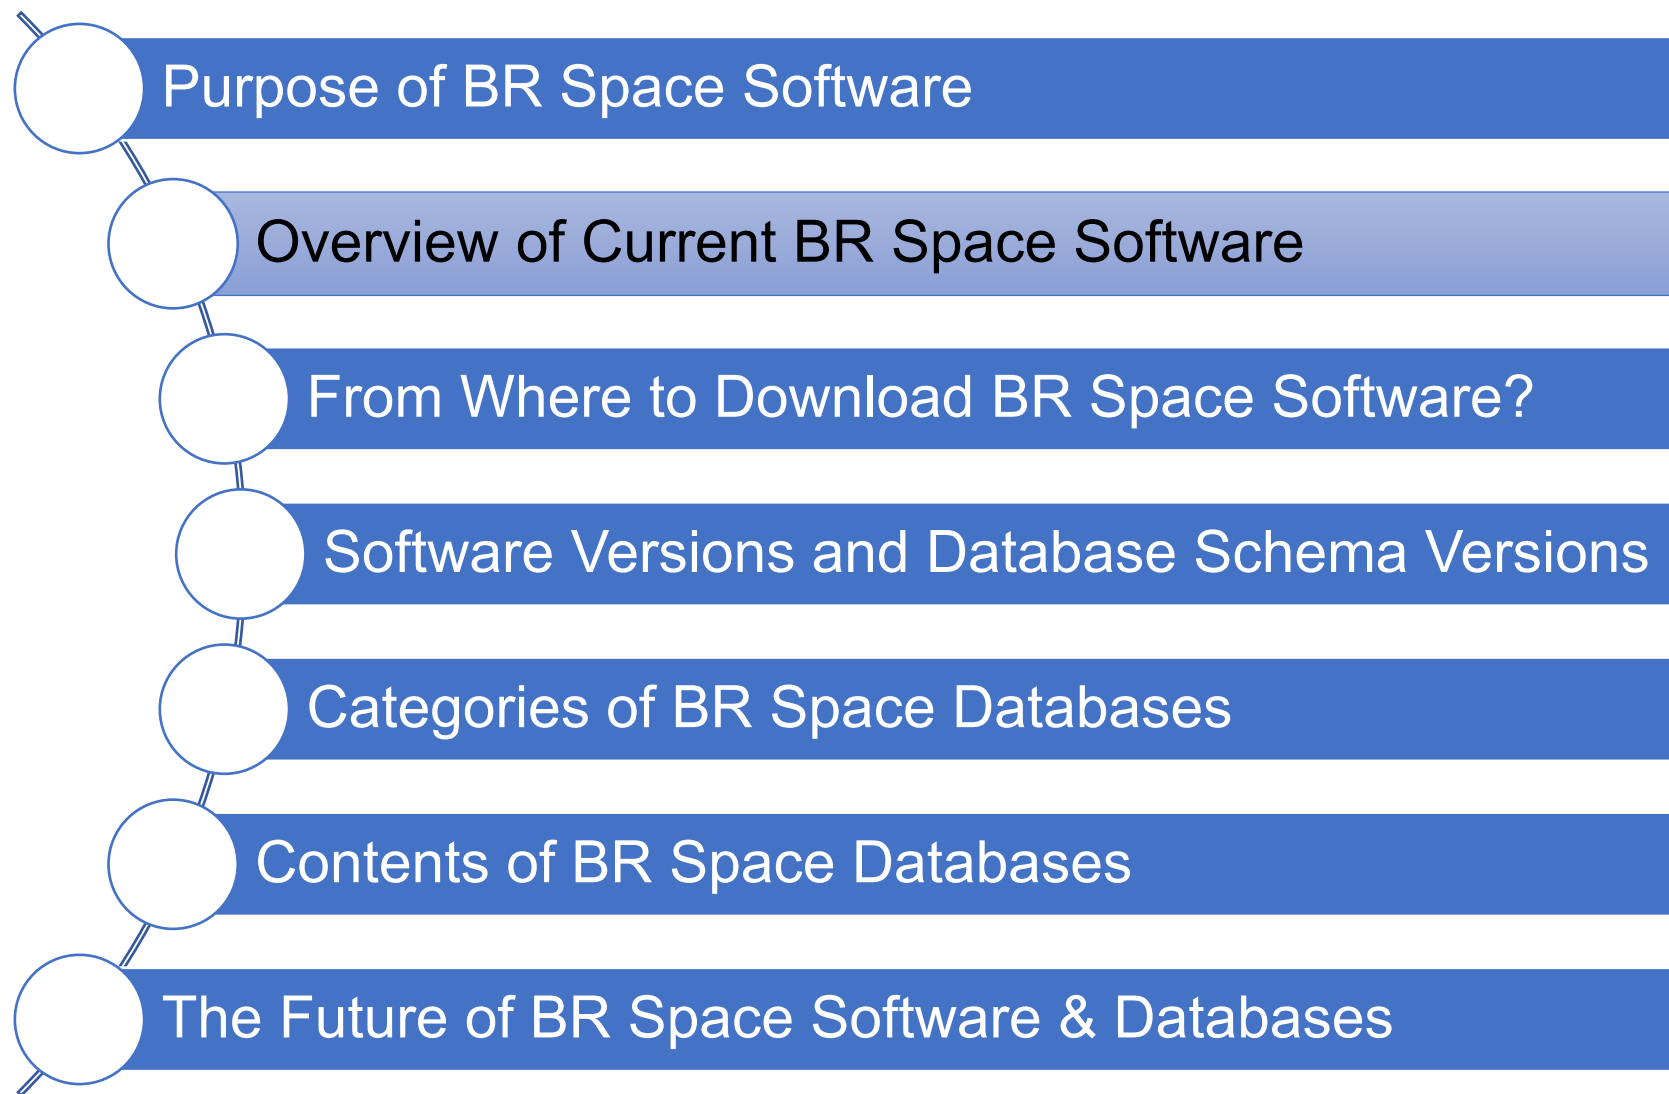 Purpose of BR Space Software
Overview of Current BR Space Software
From Where to Download BR Space Software?
Software Versions and Database Schema Versions
Categories of BR Space Databases
Contents of BR Space Databases
The Future of BR Space Software & Databases